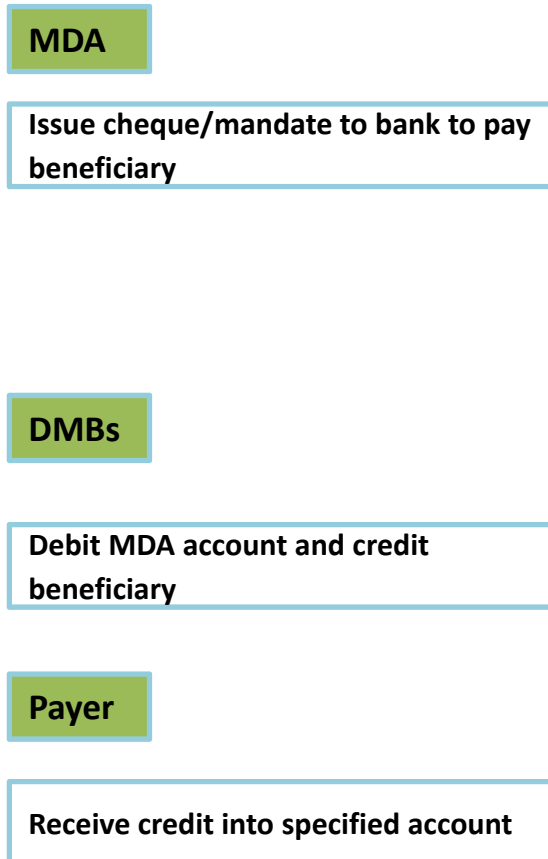 MDA
Issue cheque/mandate to bank to pay
beneficiary
DMBs
Debit MDA account and credit
beneficiary
Payer
Receive credit into specified account